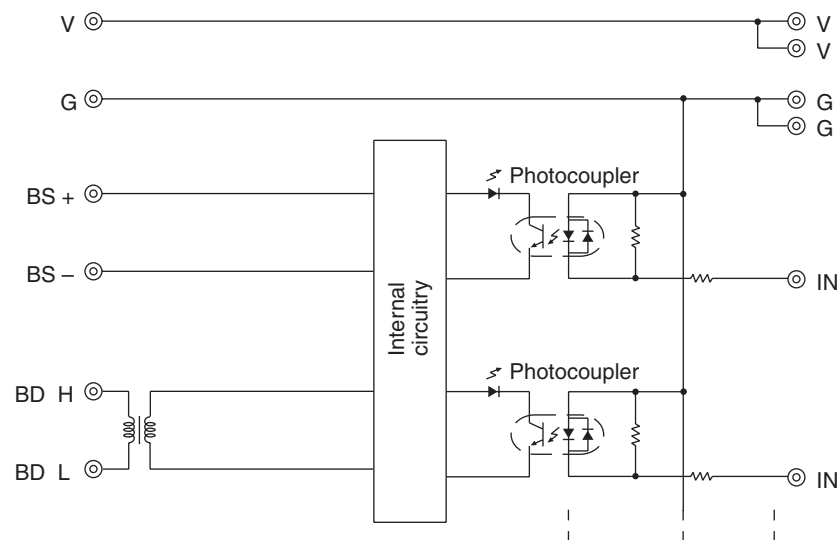 V V
V
G G
G
BS + Photocoupler
BS – IN
Internal
circuitry
BD H Photocoupler
BD L IN